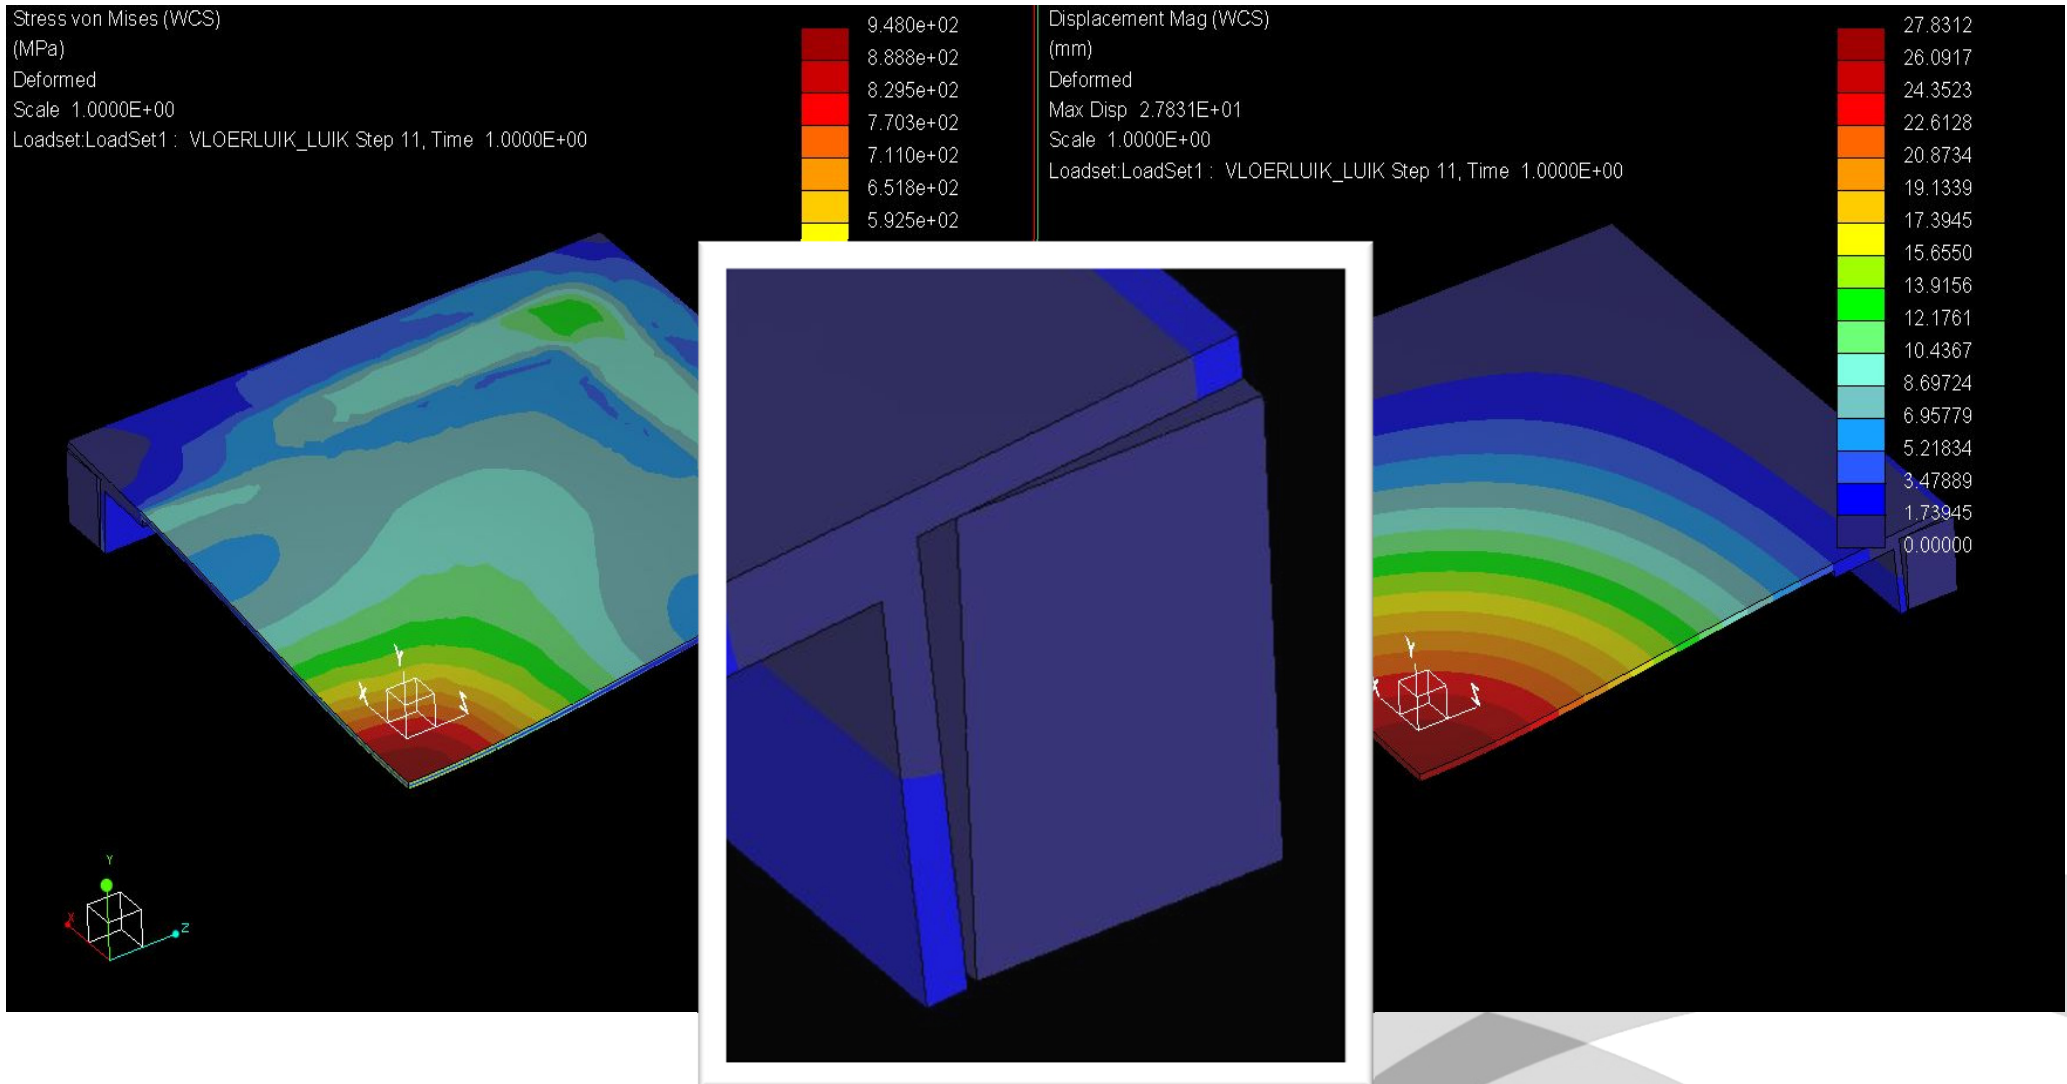 Stress von Mises (WCS)
(MPa)
Deformed
Scale 1.0000E+00
Loadset:LoadSet1 : VLOERLUIK_LUIK Step 11, Time 1.0000E+00
9.480e+02
8.888e+02
8.295e+02
7.703e+02
7.110e+02
6.518e+02
5.925e+02
Y
X
Z
Y
X
Z
Displacement Mag (WCS)
(mm)
Deformed
Max Disp 2.7831E+01
Scale 1.0000E+00
Loadset:LoadSet1 : VLOERLUIK_LUIK Step 11, Time 1.0000E+00
27.8312
26.0917
24.3523
22.6128
20.8734
19.1339
17.3945
15.6550
13.9156
12.1761
10.4367
8.69724
6.95779
5.21834
3.47889
1.73945
0.00000
Y
Z